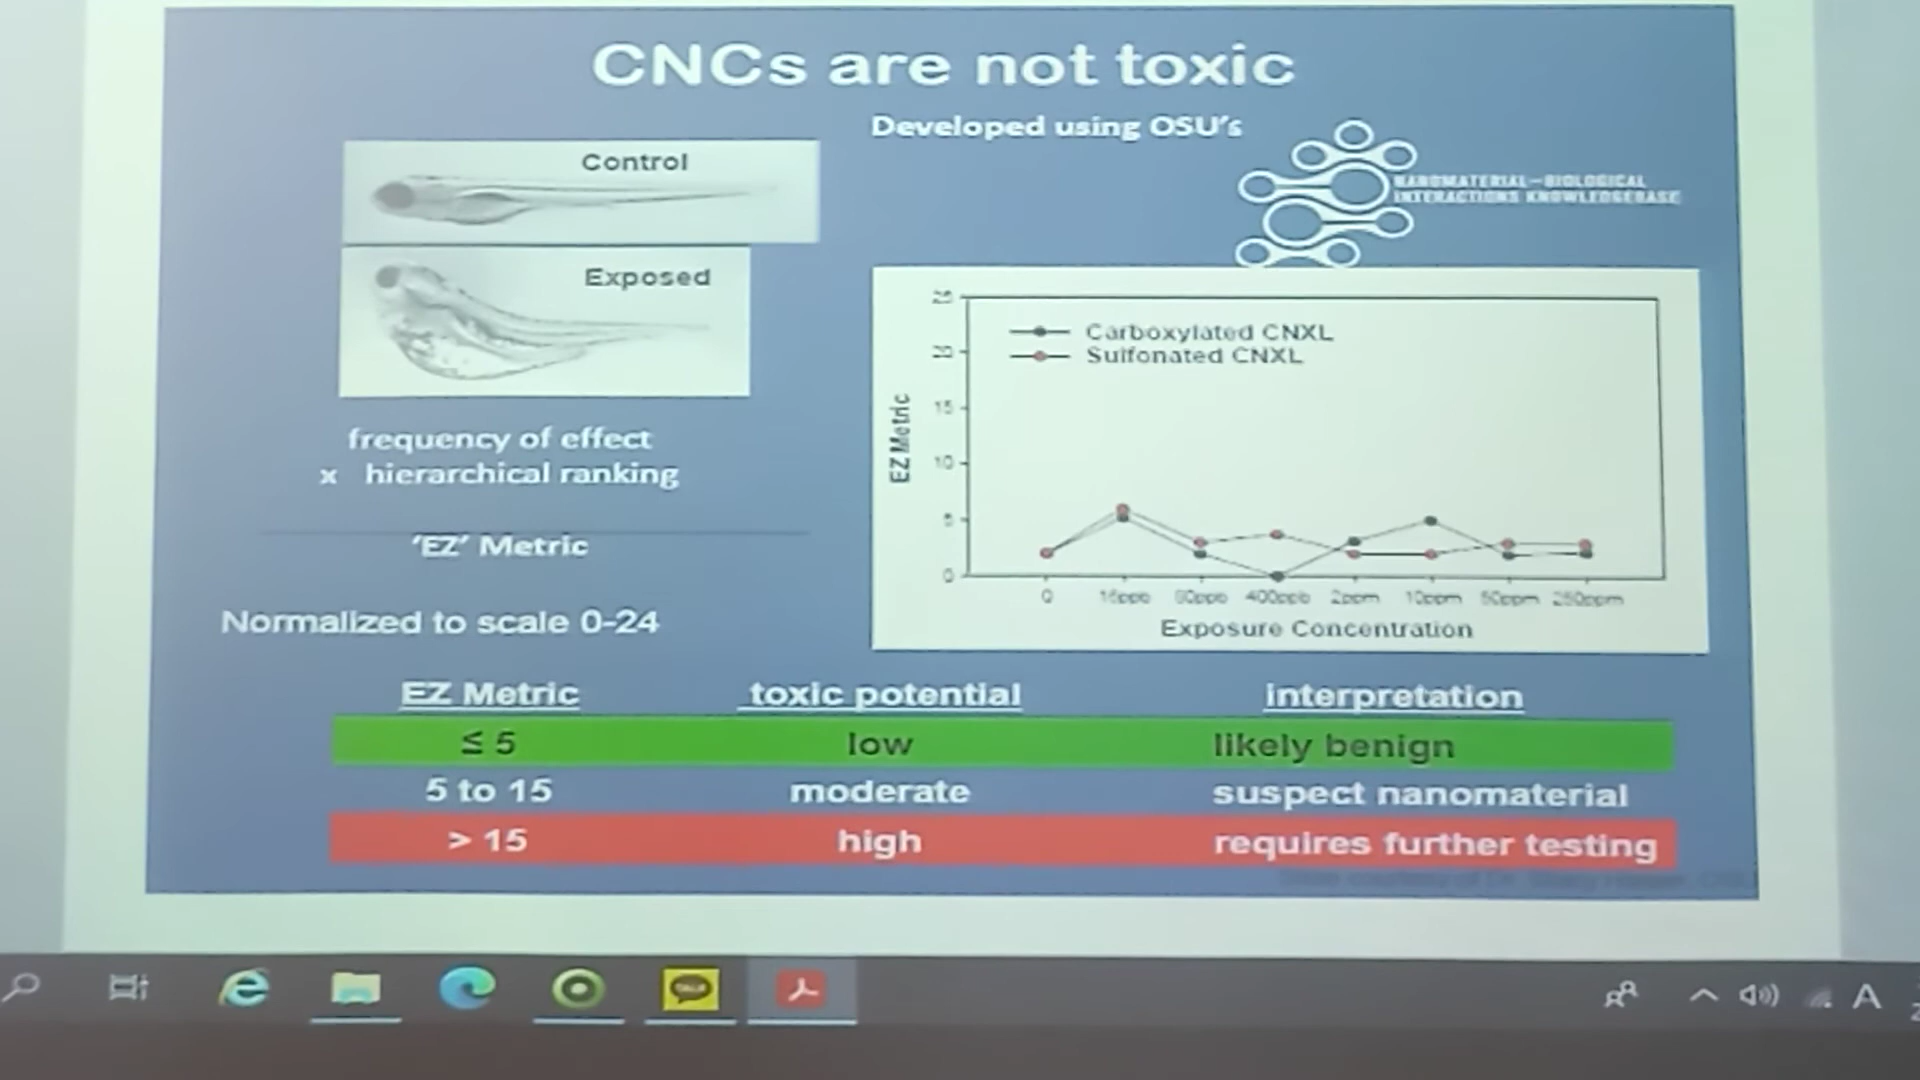 CNCs are not toxic
Developed using OSU's
NANOMATERIAL-BIOLOGICAL
INTERACTIONS KNOWLEDGEBASE
Control
Exposed
frequency of effect
x hierarchical ranking
'EZ' Metric
Normalized to scale 0-24
25
20
15
10
5
0
EZ Metric
Carboxylated CNXL
Sulfonated CNXL
0 16ppb 80ppb 400ppb 2ppm 10ppm 50ppm 250ppm
Exposure Concentration
EZ Metric toxic potential interpretation
≤ 5 low likely benign
5 to 15 moderate suspect nanomaterial
> 15 high requires further testing
TALK
A